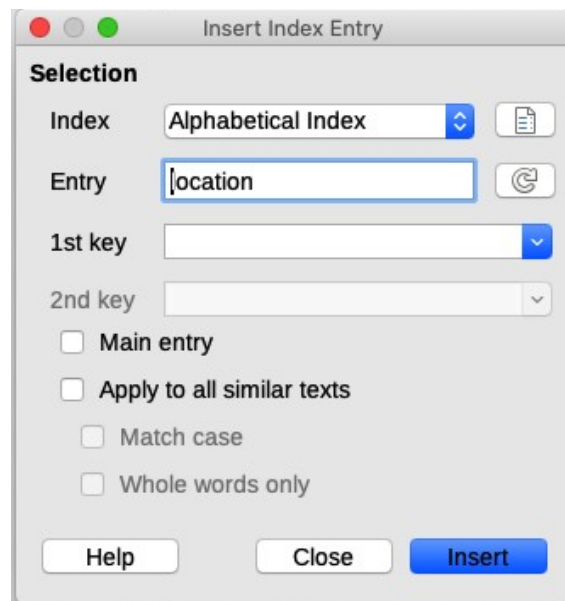 Insert Index Entry
Selection
Index Alphabetical Index
Entry location
1st key
2nd key
Main entry
Apply to all similar texts
Match case
Whole words only
Help Close Insert